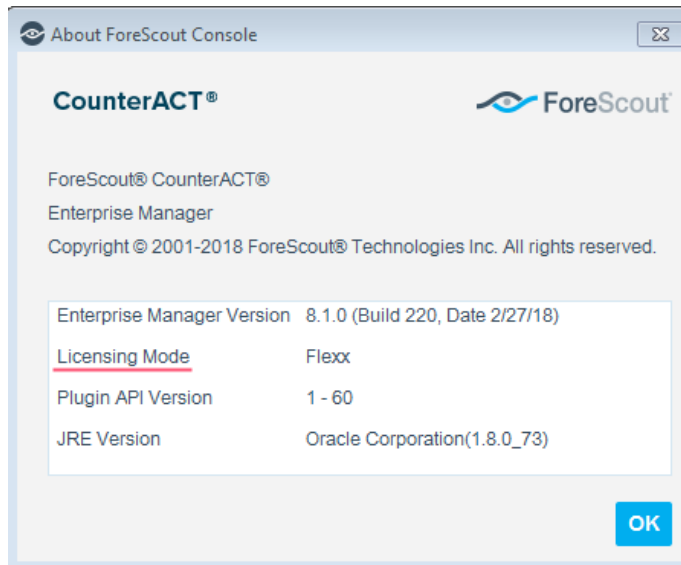 About ForeScout Console
CounterACT®
ForeScout
ForeScout® CounterACT®
Enterprise Manager
Copyright © 2001-2018 ForeScout® Technologies Inc. All rights reserved.
Enterprise Manager Version 8.1.0 (Build 220, Date 2/27/18)
Licensing Mode Flexx
Plugin API Version 1 - 60
JRE Version Oracle Corporation(1.8.0_73)
OK